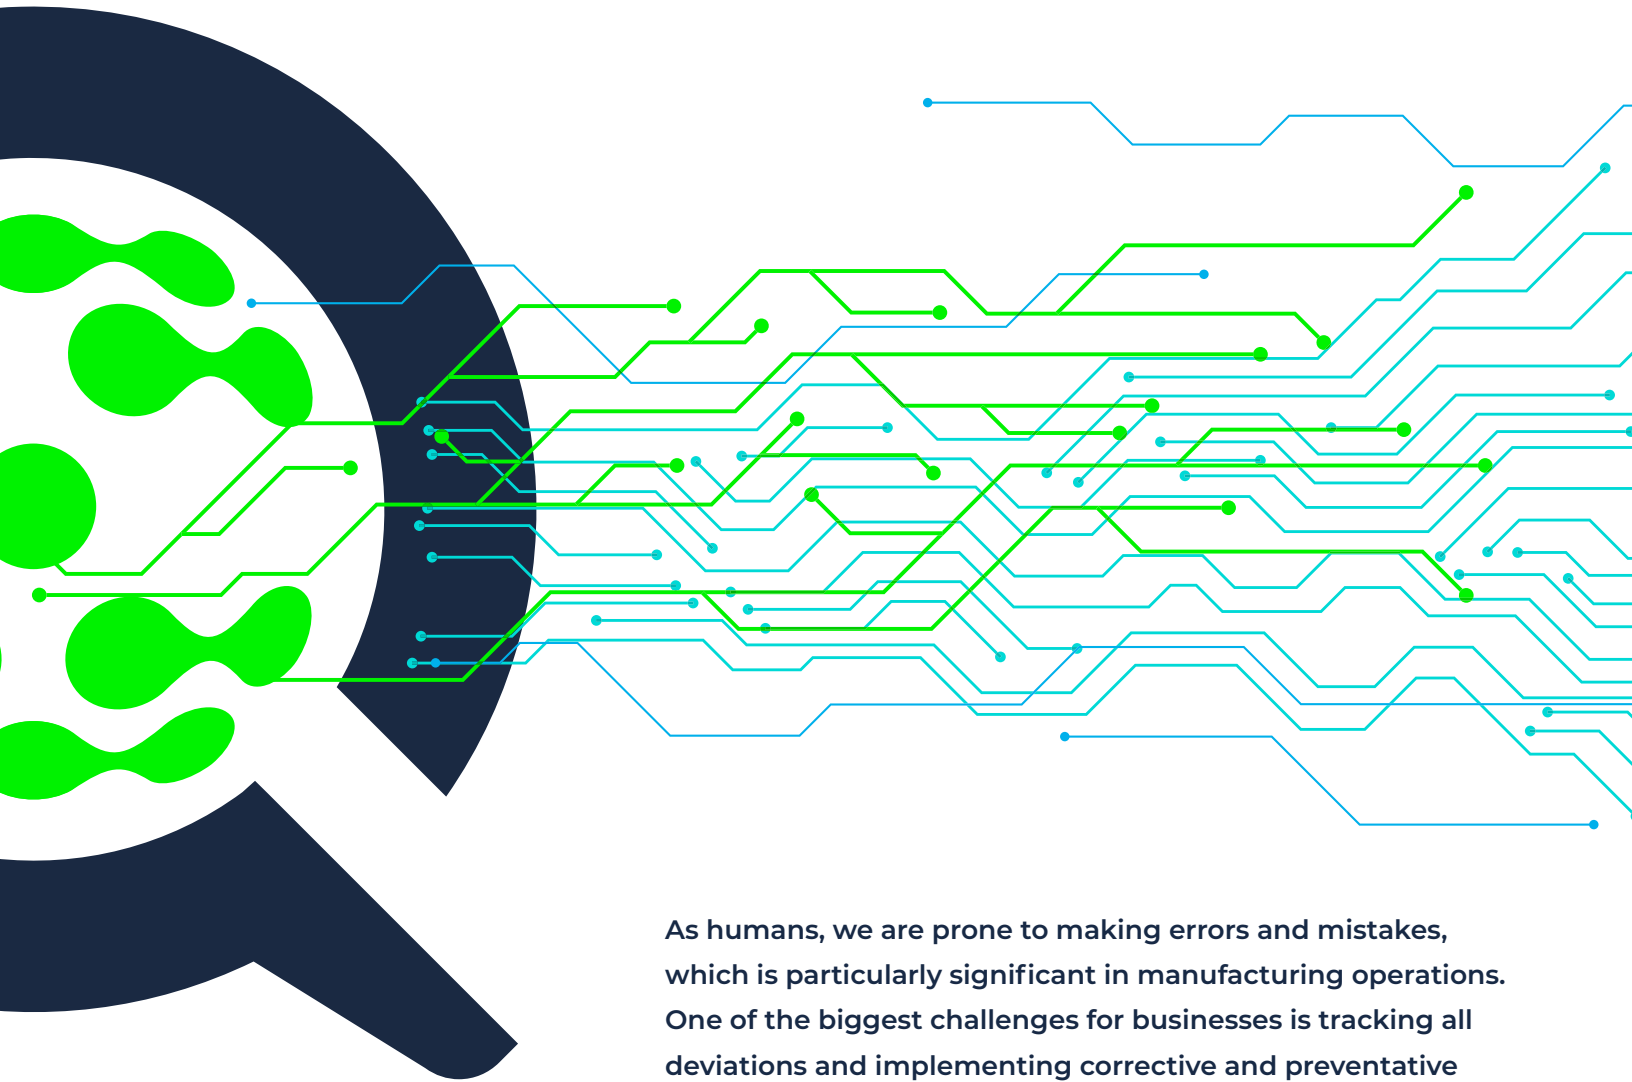 As humans, we are prone to making errors and mistakes,
which is particularly significant in manufacturing operations.
One of the biggest challenges for businesses is tracking all
deviations and implementing corrective and preventative